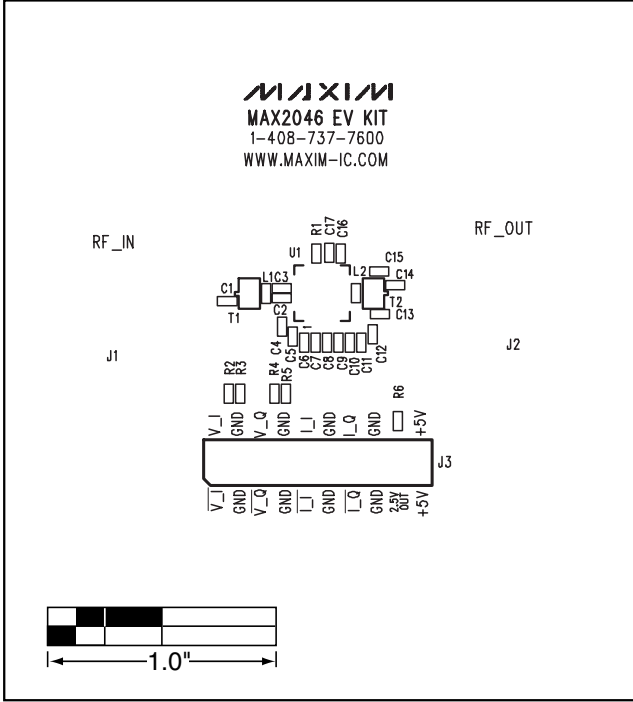 MAXIM
MAX2046 EV KIT
1-408-737-7600
WWW.MAXIM-IC.COM
RF_IN
RF_OUT
R1
C17
C16
U1
C15
C14
L1
C3
L2
C1
T1
C2
T2
C13
C4
C5
1
C6
C7
C8
C9
C10
C11
C12
J1
J2
R2
R3
R4
R5
R6
V_I
GND
V_Q
GND
I_I
GND
I_Q
GND
+5V
J3
V_I
GND
V_Q
GND
I_I
GND
I_Q
GND
2.5V
OUT
+5V
1.0"